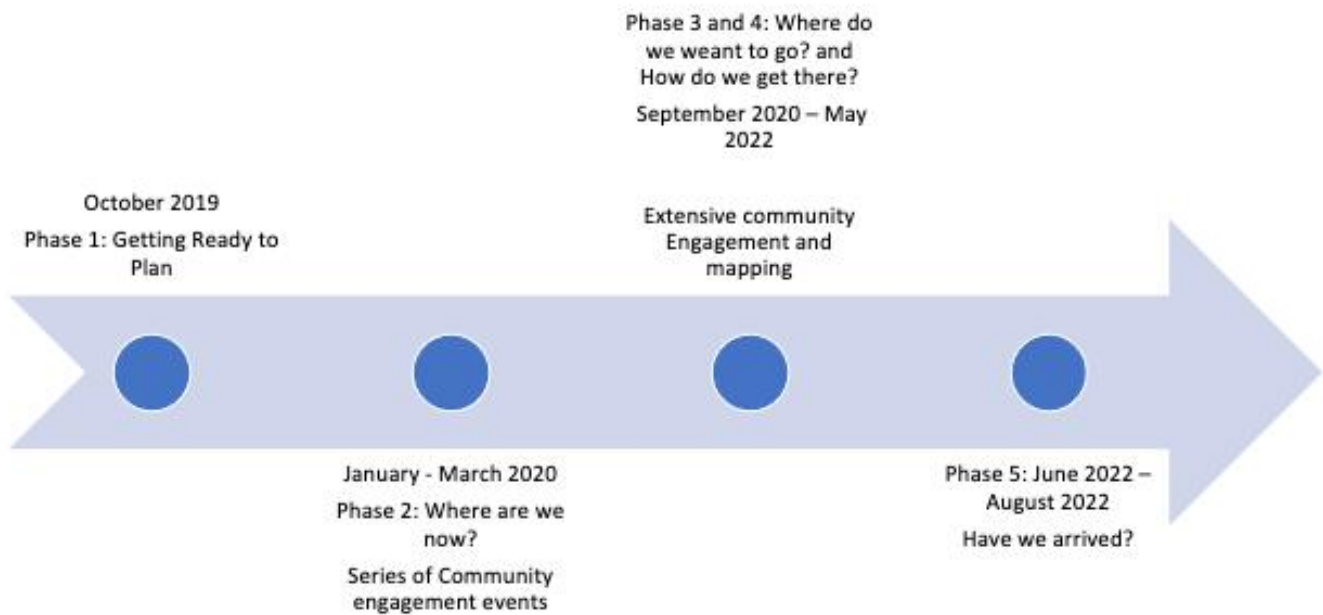 October 2019
Phase 1: Getting Ready to
Plan
January - March 2020
Phase 2: Where are we
now?
Series of Community
engagement events
Phase 3 and 4: Where do
we weant to go? and
How do we get there?
September 2020 – May
2022
Extensive community
Engagement and
mapping
Phase 5: June 2022 –
August 2022
Have we arrived?